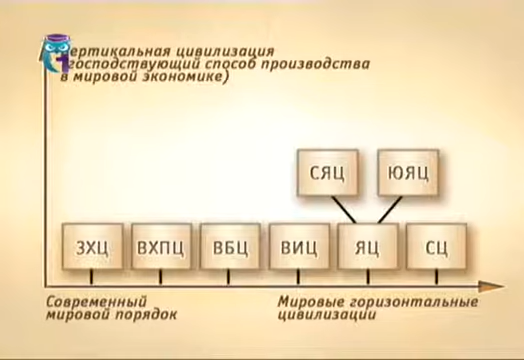 вертикальная цивилизация
(господствующий способ производства
в мировой экономике)
СЯЦ
ЮЯЦ
ЗХЦ
ВХПЦ
ВБЦ
ВИЦ
ЯЦ
СЦ
Современный
мировой порядок
Мировые горизонтальные
цивилизации